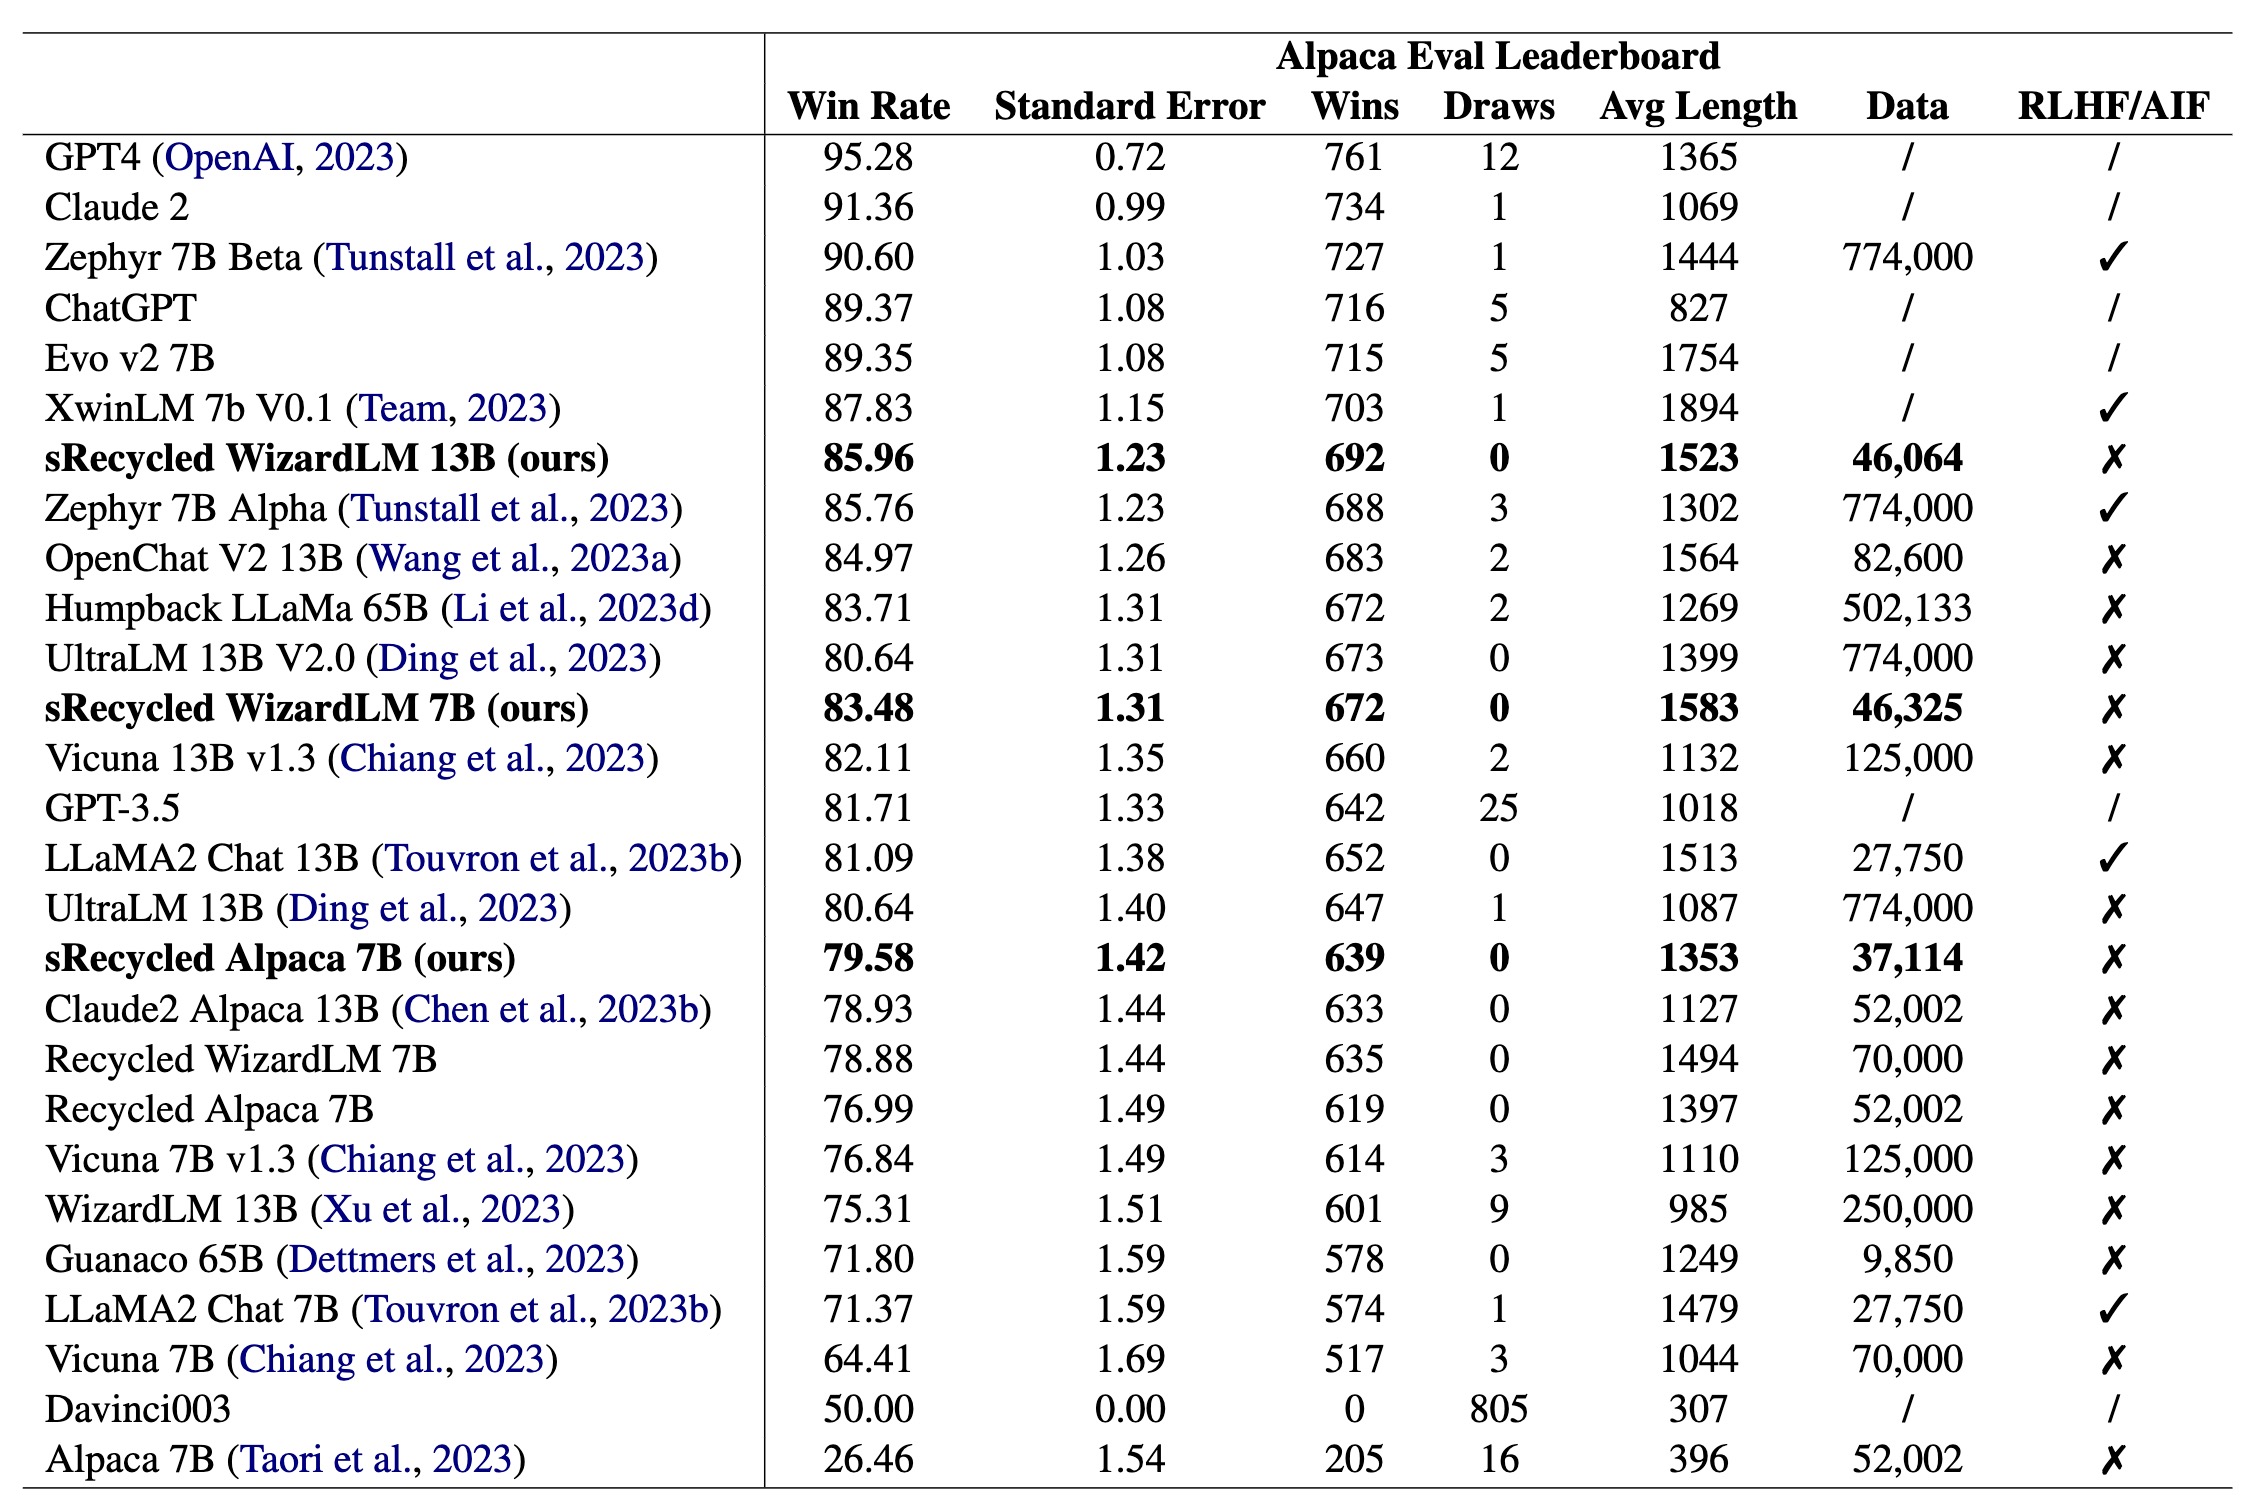 Alpaca Eval Leaderboard
Win Rate Standard Error Wins Draws Avg Length Data RLHF/AIF
GPT4 (OpenAI, 2023) 95.28 0.72 761 12 1365 / /
Claude 2 91.36 0.99 734 1 1069 / /
Zephyr 7B Beta (Tunstall et al., 2023) 90.60 1.03 727 1 1444 774,000 ✓
ChatGPT 89.37 1.08 716 5 827 / /
Evo v2 7B 89.35 1.08 715 5 1754 / /
XwinLM 7b V0.1 (Team, 2023) 87.83 1.15 703 1 1894 / ✓
sRecycled WizardLM 13B (ours) 85.96 1.23 692 0 1523 46,064 ✗
Zephyr 7B Alpha (Tunstall et al., 2023) 85.76 1.23 688 3 1302 774,000 ✓
OpenChat V2 13B (Wang et al., 2023a) 84.97 1.26 683 2 1564 82,600 ✗
Humpback LLaMa 65B (Li et al., 2023d) 83.71 1.31 672 2 1269 502,133 ✗
UltraLM 13B V2.0 (Ding et al., 2023) 80.64 1.31 673 0 1399 774,000 ✗
sRecycled WizardLM 7B (ours) 83.48 1.31 672 0 1583 46,325 ✗
Vicuna 13B v1.3 (Chiang et al., 2023) 82.11 1.35 660 2 1132 125,000 ✗
GPT-3.5 81.71 1.33 642 25 1018 / /
LLaMA2 Chat 13B (Touvron et al., 2023b) 81.09 1.38 652 0 1513 27,750 ✓
UltraLM 13B (Ding et al., 2023) 80.64 1.40 647 1 1087 774,000 ✗
sRecycled Alpaca 7B (ours) 79.58 1.42 639 0 1353 37,114 ✗
Claude2 Alpaca 13B (Chen et al., 2023b) 78.93 1.44 633 0 1127 52,002 ✗
Recycled WizardLM 7B 78.88 1.44 635 0 1494 70,000 ✗
Recycled Alpaca 7B 76.99 1.49 619 0 1397 52,002 ✗
Vicuna 7B v1.3 (Chiang et al., 2023) 76.84 1.49 614 3 1110 125,000 ✗
WizardLM 13B (Xu et al., 2023) 75.31 1.51 601 9 985 250,000 ✗
Guanaco 65B (Dettmers et al., 2023) 71.80 1.59 578 0 1249 9,850 ✗
LLaMA2 Chat 7B (Touvron et al., 2023b) 71.37 1.59 574 1 1479 27,750 ✓
Vicuna 7B (Chiang et al., 2023) 64.41 1.69 517 3 1044 70,000 ✗
Davinci003 50.00 0.00 0 805 307 / /
Alpaca 7B (Taori et al., 2023) 26.46 1.54 205 16 396 52,002 ✗